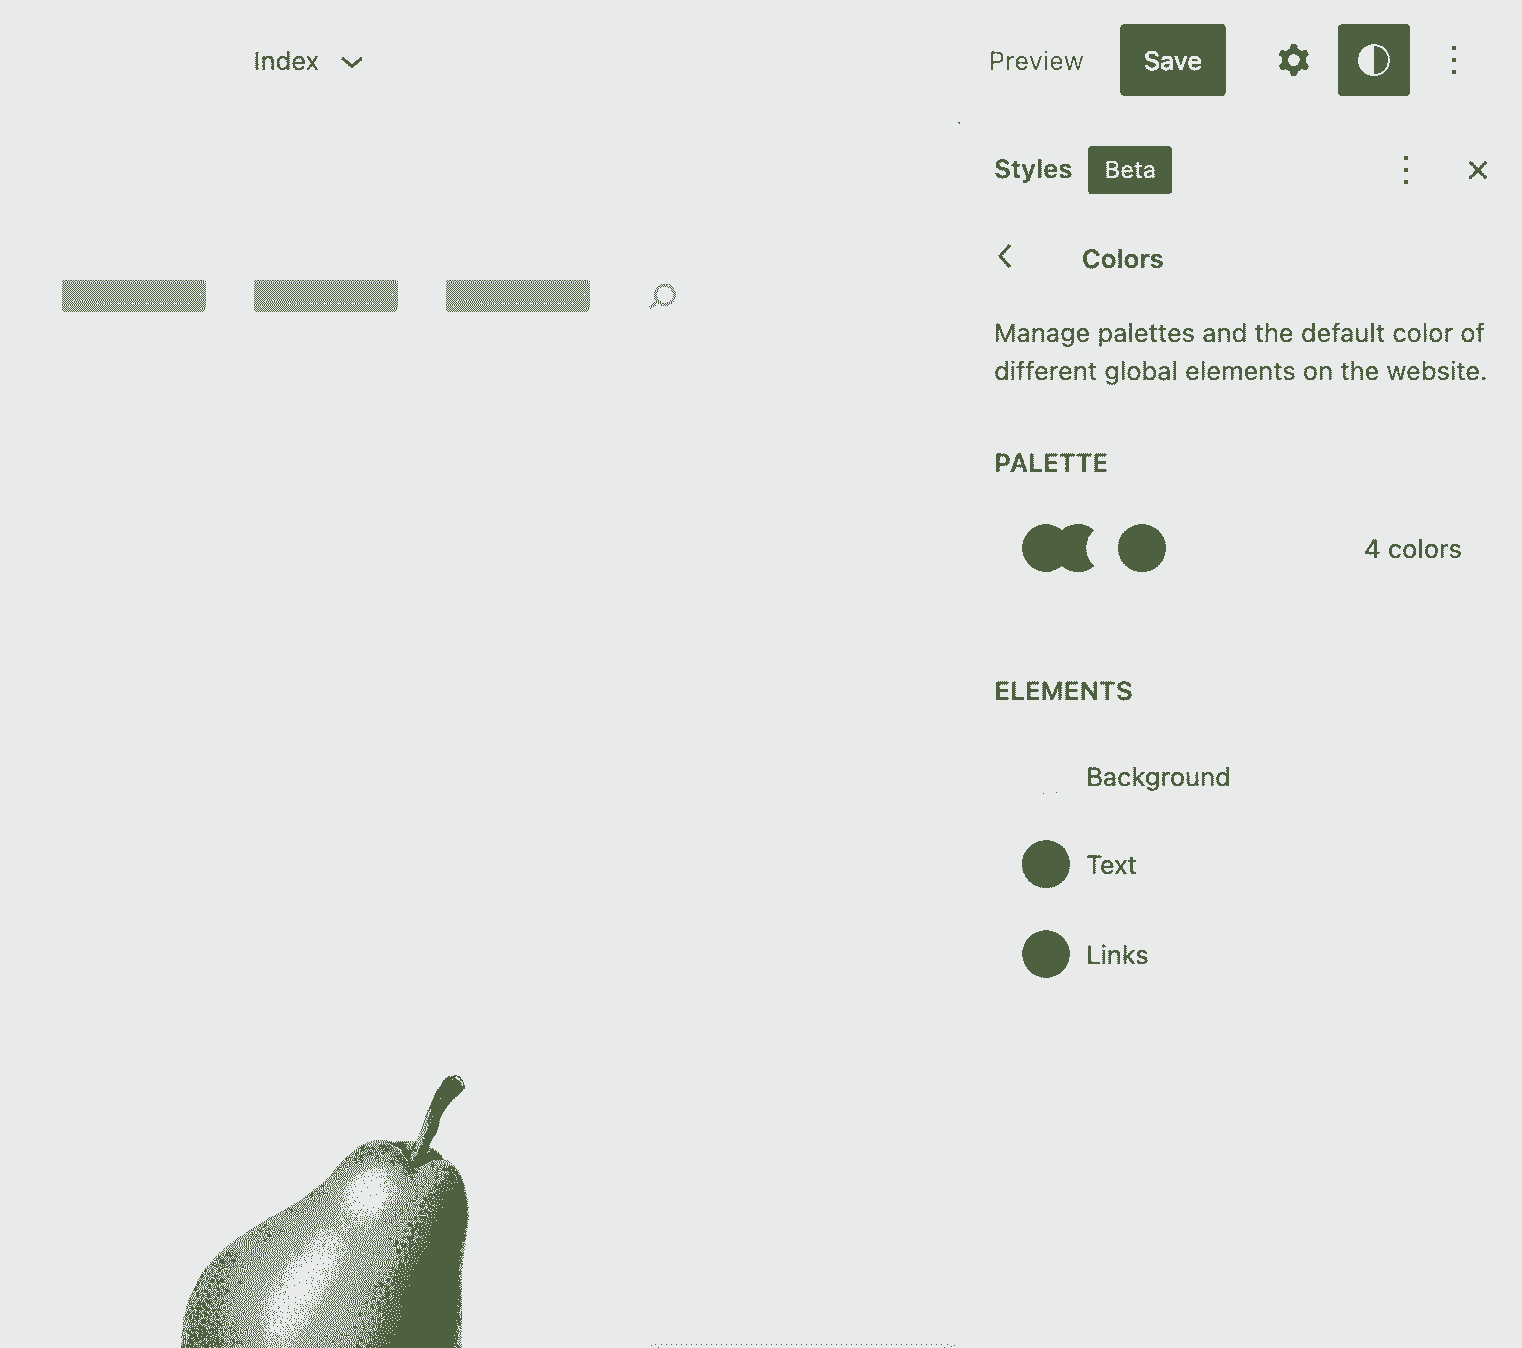 Index
Preview
Save
Styles
Beta
Colors
Manage palettes and the default color of
different global elements on the website.
PALETTE
4 colors
ELEMENTS
Background
Text
Links